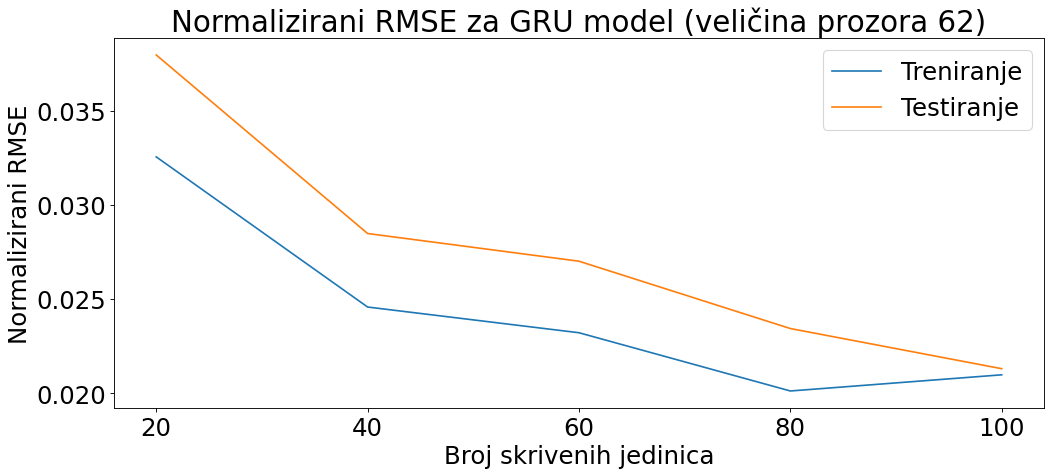 Normalizirani RMSE za GRU model (veličina prozora 62)
Treniranje
Testiranje
Normalizirani RMSE
0.035
0.030
0.025
0.020
20 40 60 80 100
Broj skrivenih jedinica